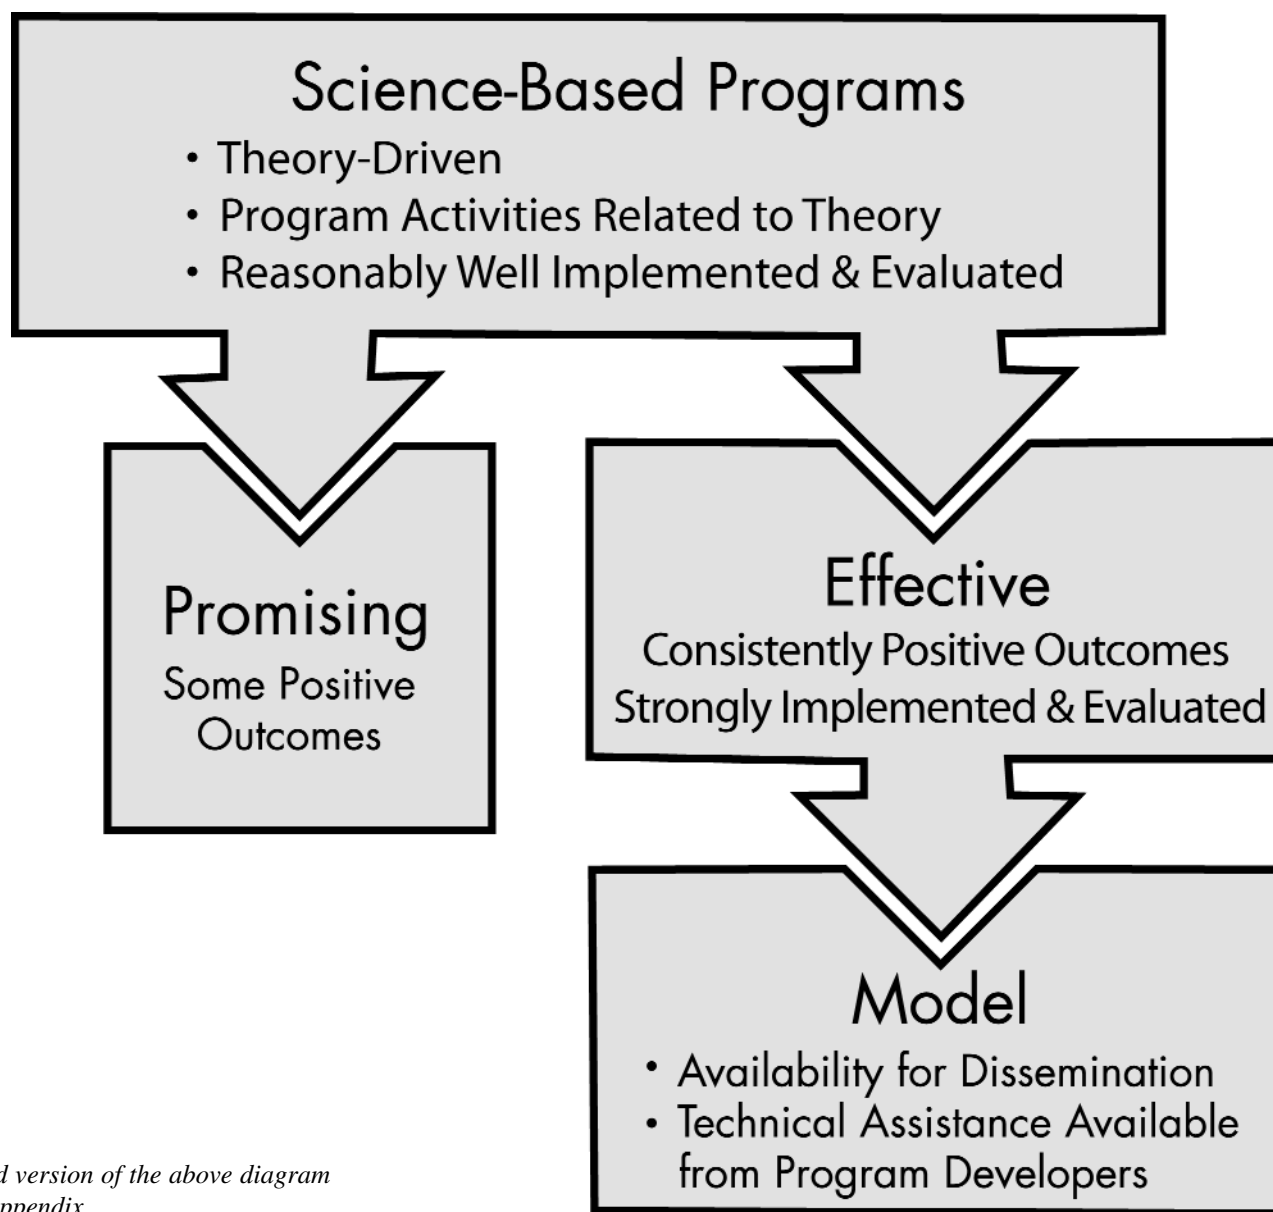 Science-Based Programs
• Theory-Driven
• Program Activities Related to Theory
• Reasonably Well Implemented & Evaluated
Promising
Some Positive
Outcomes
Effective
Consistently Positive Outcomes
Strongly Implemented & Evaluated
Model
• Availability for Dissemination
• Technical Assistance Available
from Program Developers
version of the above diagram